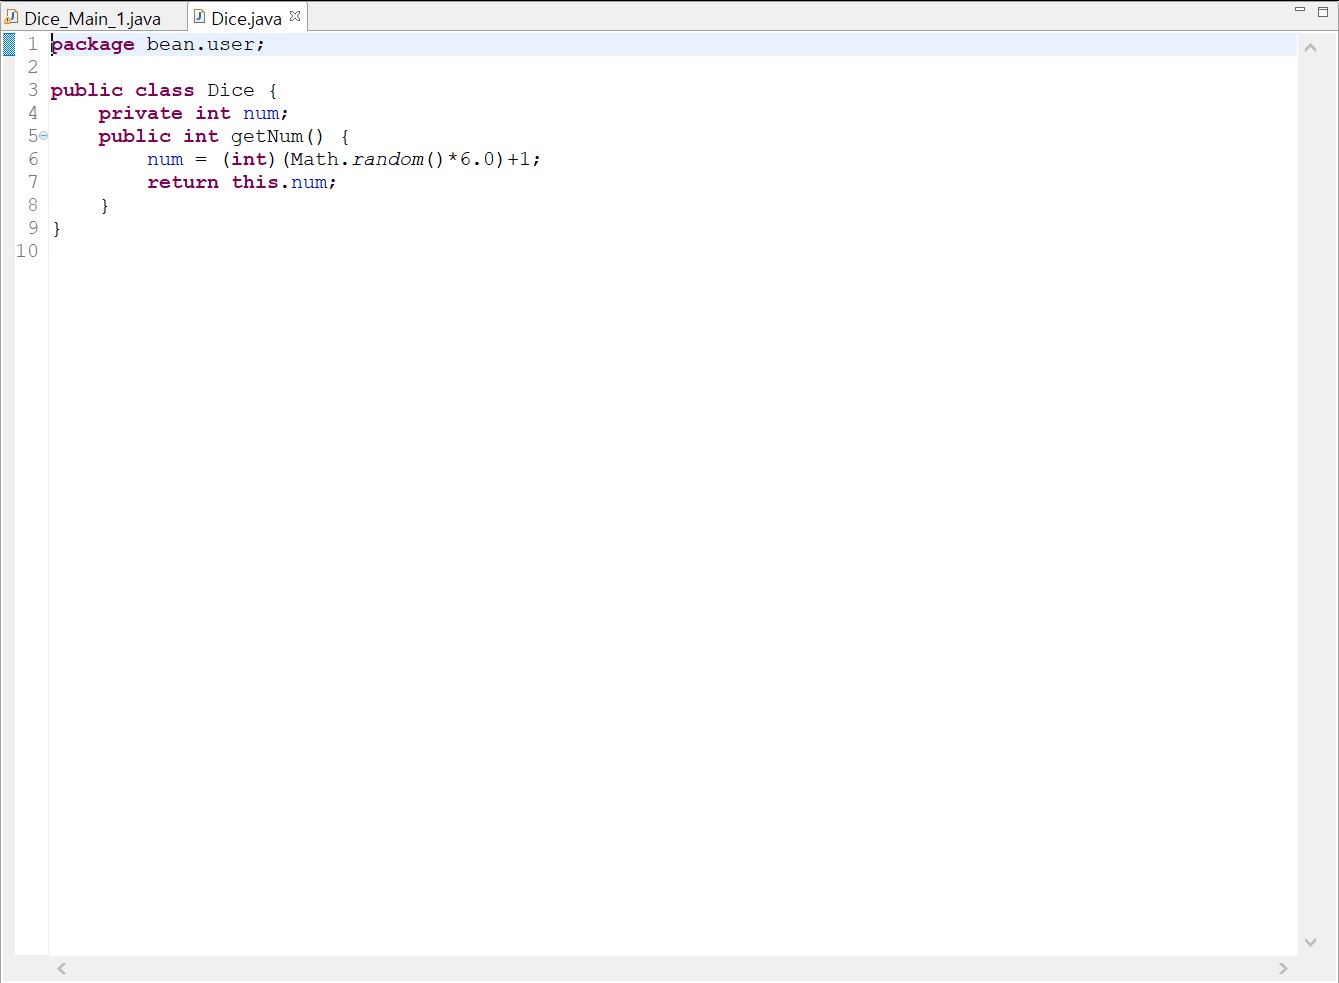 Dice_Main_1.java Dice.java
1 package bean.user;
2
3 public class Dice {
4     private int num;
5     public int getNum() {
6         num = (int)(Math.random()*6.0)+1;
7         return this.num;
8     }
9 }
10